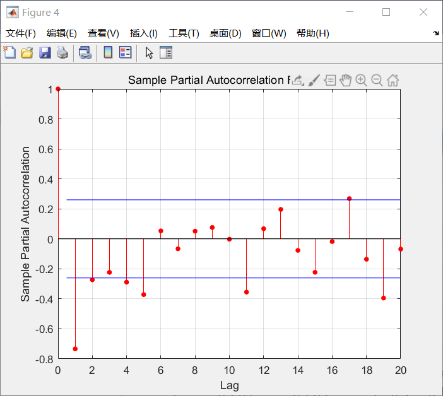 Figure 4
文件(F) 编辑(E) 查看(V) 插入(I) 工具(T) 桌面(D) 窗口(W) 帮助(H)
Sample Partial Autocorrelation F
1
0.8
0.6
0.4
0.2
0
-0.2
-0.4
-0.6
-0.8
Sample Partial Autocorrelation
0 2 4 6 8 10 12 14 16 18 20
Lag